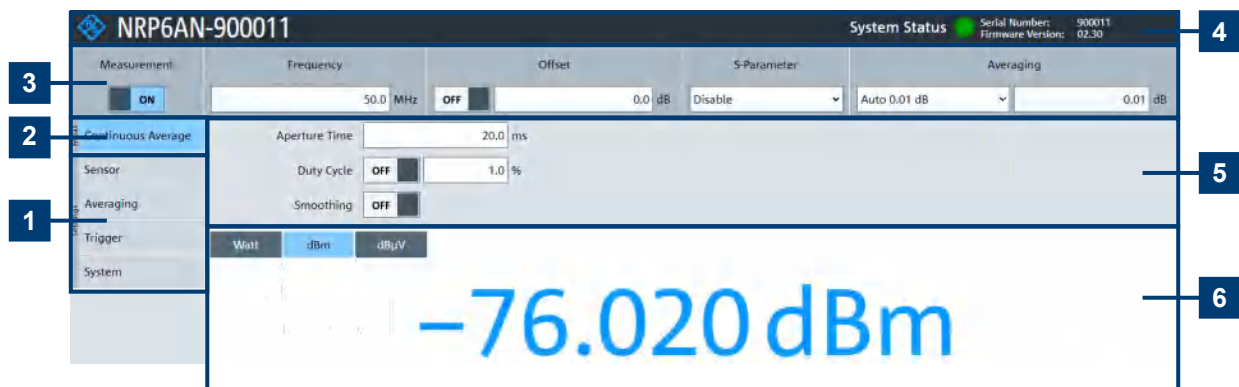 NRP6AN-900011
System Status
Serial Number: 900011
Firmware Version: 02.30
4
Measurement
Frequency
Offset
S-Parameter
Averaging
3
ON
50.0 MHz
OFF
0.0 dB
Disable
Auto 0.01 dB
0.01 dB
2
Continuous Average
Aperture Time 20.0 ms
Sensor
Duty Cycle OFF 1.0 %
5
Averaging
Smoothing OFF
1
Settings
Trigger
Watt dBm dBµV
System
6
−76.020 dBm